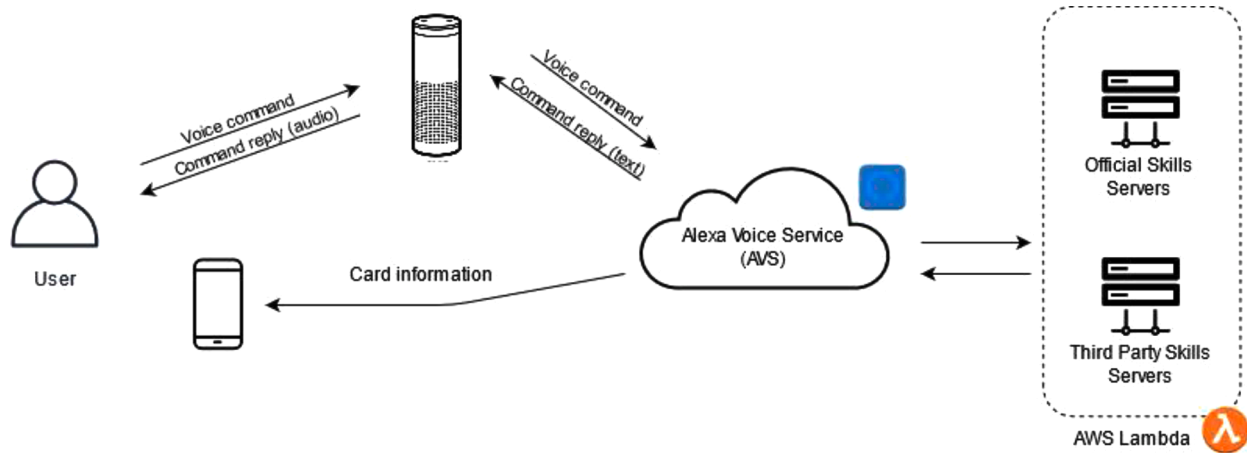 Voice command
Command reply (audio)
Voice command
Command reply (text)
User
Card information
Alexa Voice Service
(AVS)
Official Skills
Servers
Third Party Skills
Servers
AWS Lambda
λ